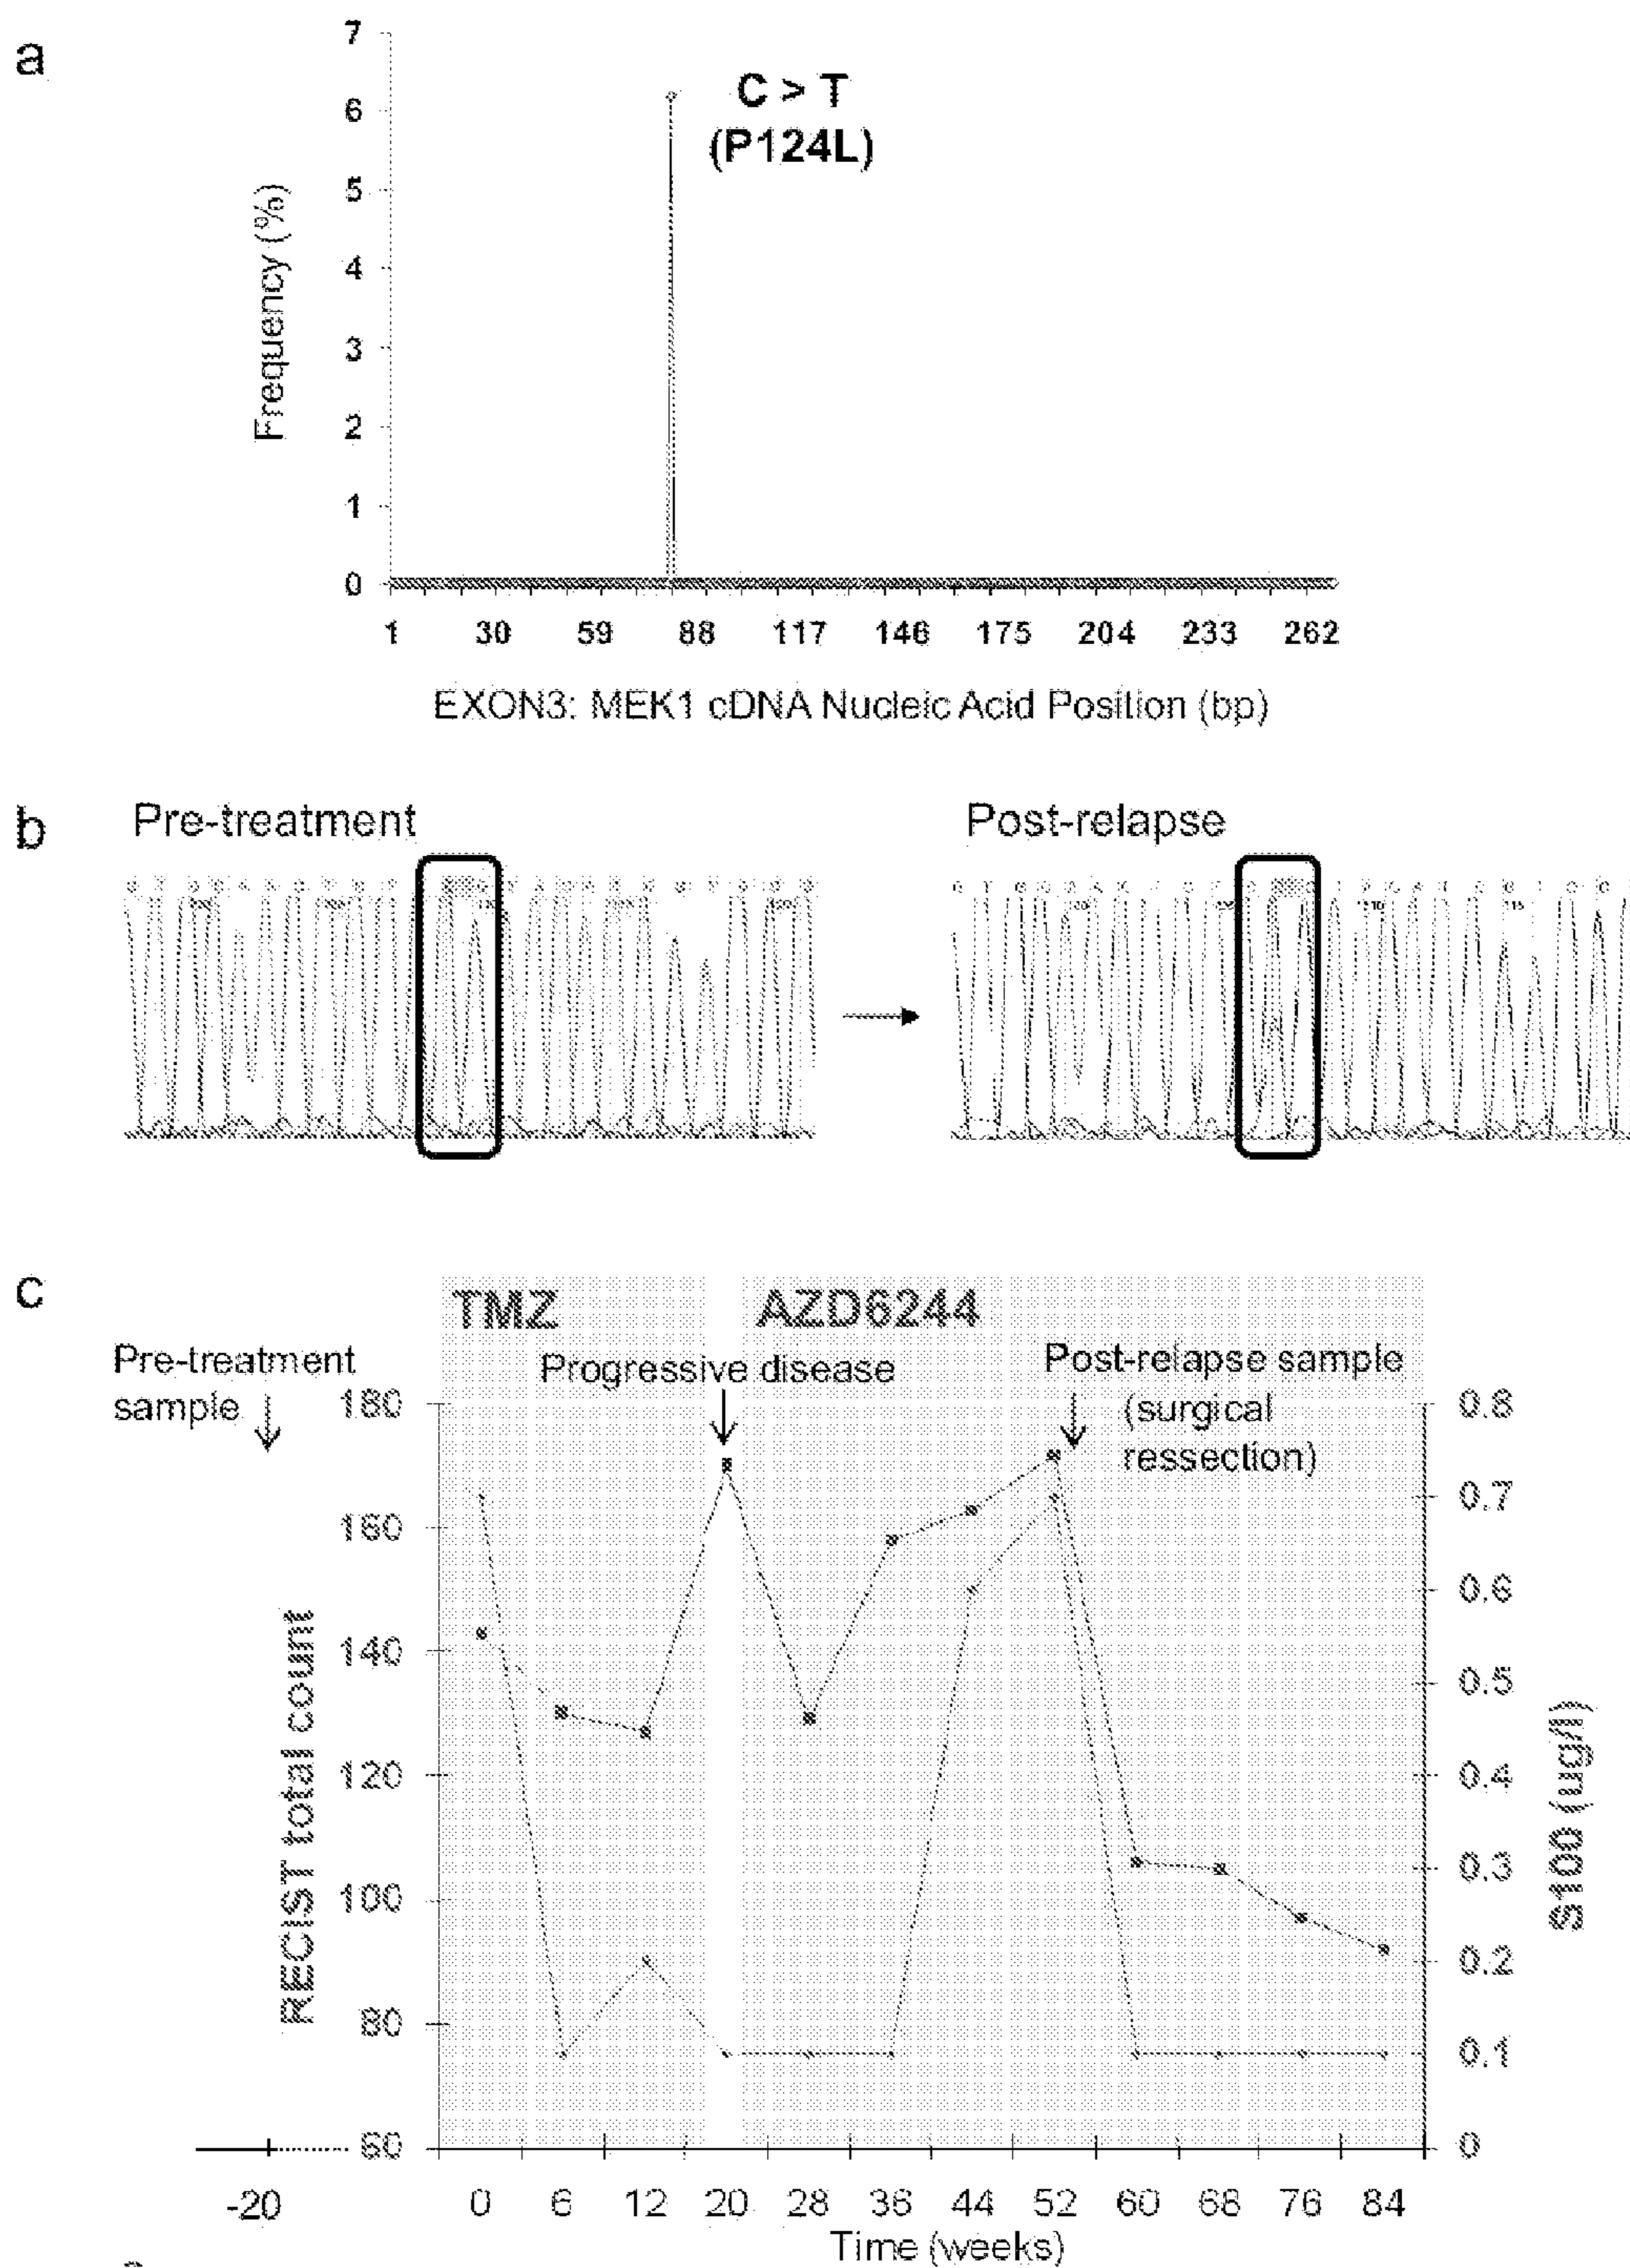 a
7
6
5
4
3
2
1
0
Frequency (%)
C > T
(P124L)
1 30 59 88 117 146 175 204 233 262
EXON3: MEK1 cDNA Nucleic Acid Position (bp)
b
Pre-treatment
Post-relapse
c
TMZ
AZD6244
Pre-treatment
sample
Progressive disease
Post-relapse sample
(surgical
ressection)
180
160
140
120
100
80
60
RECIST total count
0.8
0.7
0.6
0.5
0.4
0.3
0.2
0.1
0
S100 (ug/l)
-20 0 6 12 20 28 36 44 52 60 68 76 84
Time (weeks)